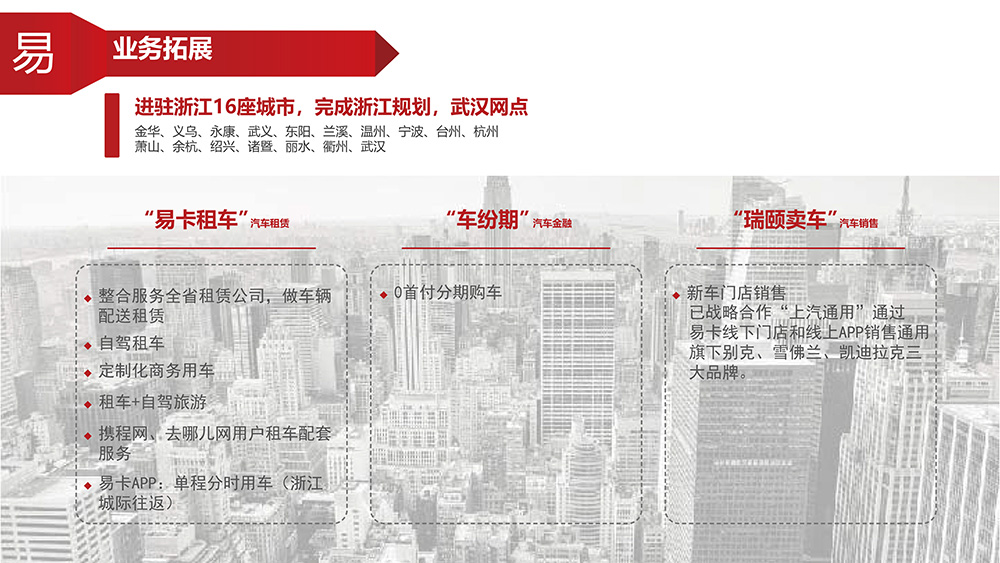 易
业务拓展
进驻浙江16座城市，完成浙江规划，武汉网点
金华、义乌、永康、武义、东阳、兰溪、温州、宁波、台州、杭州
萧山、余杭、绍兴、诸暨、丽水、衢州、武汉
“易卡租车”汽车租赁
整合服务全省租赁公司，做车辆
配送租赁
自驾租车
定制化商务用车
租车+自驾旅游
携程网、去哪儿网用户租车配套
服务
易卡APP：单程分时用车（浙江
城际往返）
“车纷期”汽车金融
0首付分期购车
“瑞颐卖车”汽车销售
新车门店销售
已战略合作“上汽通用”通过
易卡线下门店和线上APP销售通用
旗下别克、雪佛兰、凯迪拉克三
大品牌。